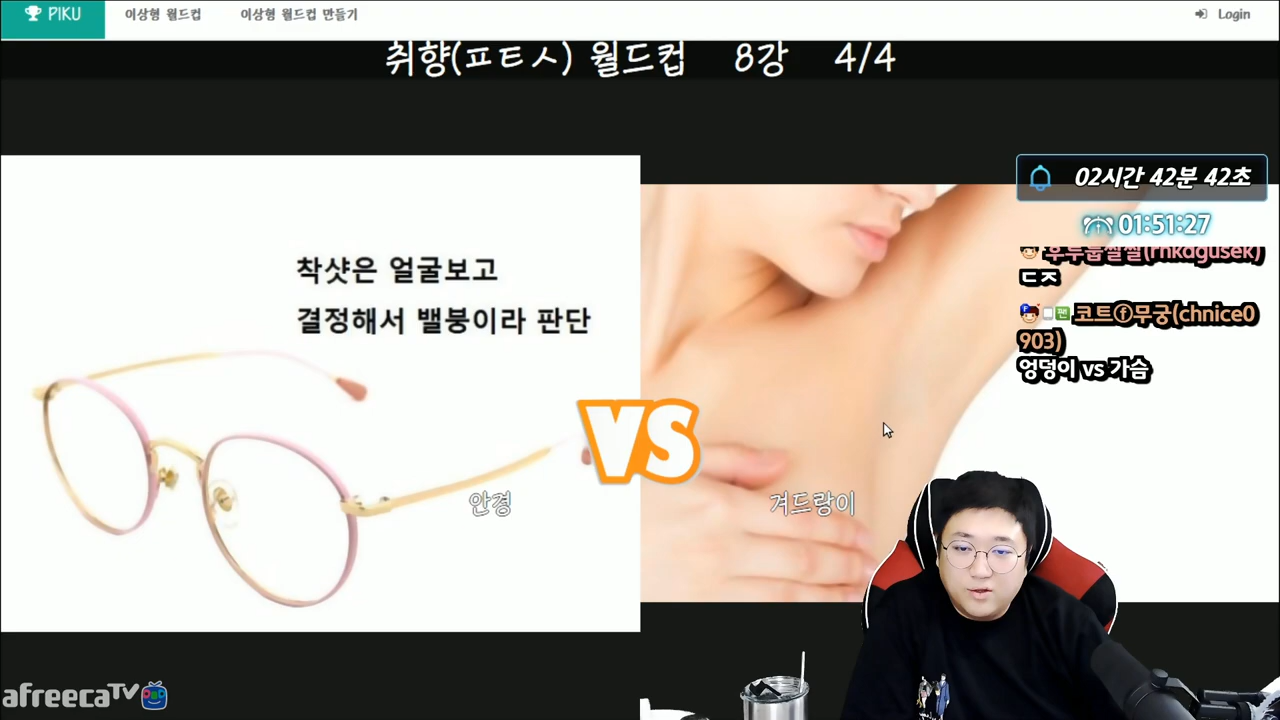 PIKU 이상형 월드컵 이상형 월드컵 만들기 Login
취향(ㅍㅌㅅ) 월드컵 8강 4/4
02시간 42분 42초
01:51:27
착샷은 얼굴보고
결정해서 밸붕이라 판단
ㄷㅈ
코트ⓕ무궁(chnice0
903)
엉덩이 vs 가슴
VS
안경
겨드랑이
afreecaTV